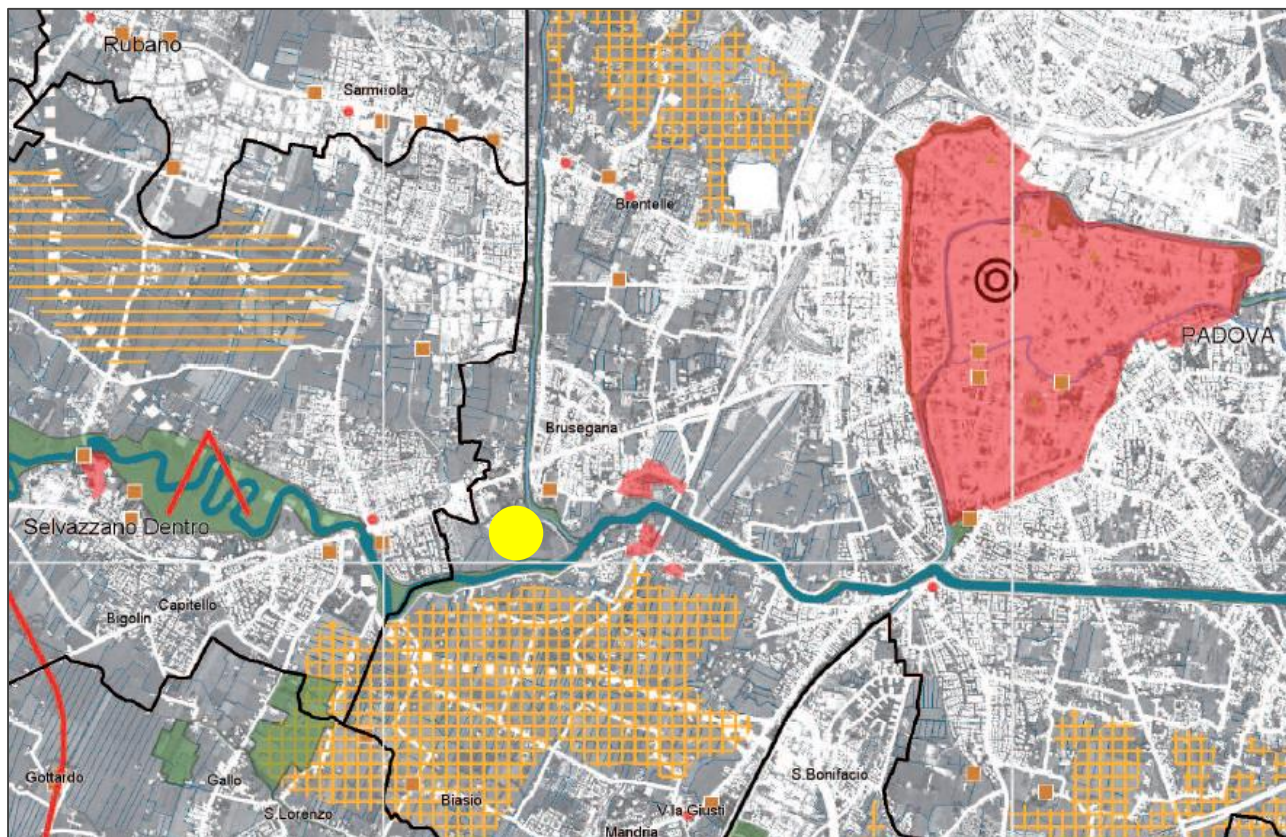 Rubano
Sarmeola
Brentelle
PADOVA
Brusegana
Selvazzano Dentro
Capitello
Bigolin
S.Bonifacio
Gallo
Gottardo
S.Lorenzo
Biasio
V.la Giusti
Mandria